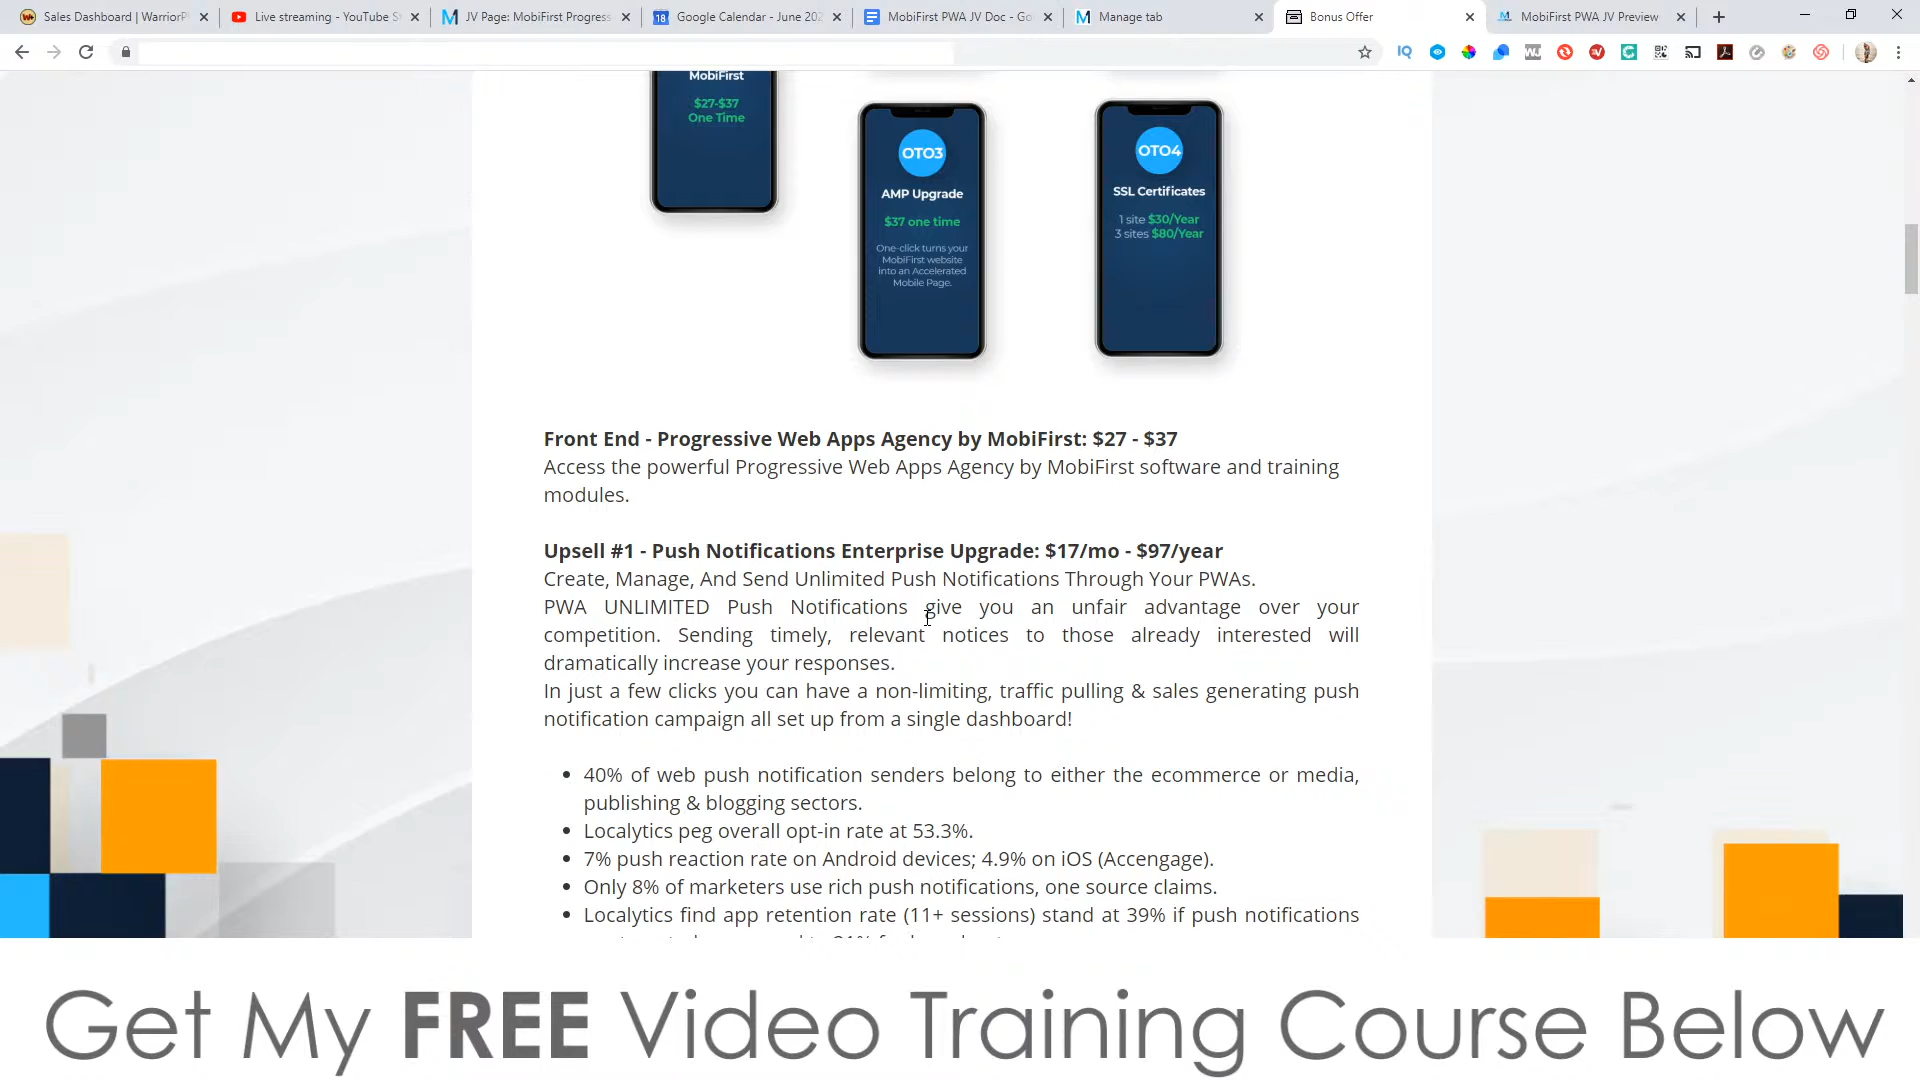 Sales Dashboard | WarriorP
Live streaming - YouTube S
JV Page: MobiFirst Progress
Google Calendar - June 202
MobiFirst PWA JV Doc - Go
Manage tab
Bonus Offer
MobiFirst PWA JV Preview
MobiFirst
$27-$37
One Time
OTO3
AMP Upgrade
$37 one time
One-click turns your
MobiFirst website
into an Accelerated
Mobile Page.
OTO4
SSL Certificates
1 site $30/Year
3 sites $80/Year
Front End - Progressive Web Apps Agency by MobiFirst: $27 - $37
Access the powerful Progressive Web Apps Agency by MobiFirst software and training
modules.
Upsell #1 - Push Notifications Enterprise Upgrade: $17/mo - $97/year
Create, Manage, And Send Unlimited Push Notifications Through Your PWAs.
PWA UNLIMITED Push Notifications give you an unfair advantage over your
competition. Sending timely, relevant notices to those already interested will
dramatically increase your responses.
In just a few clicks you can have a non-limiting, traffic pulling & sales generating push
notification campaign all set up from a single dashboard!
• 40% of web push notification senders belong to either the ecommerce or media,
publishing & blogging sectors.
• Localytics peg overall opt-in rate at 53.3%.
• 7% push reaction rate on Android devices; 4.9% on iOS (Accengage).
• Only 8% of marketers use rich push notifications, one source claims.
• Localytics find app retention rate (11+ sessions) stand at 39% if push notifications
Get My FREE Video Training Course Below